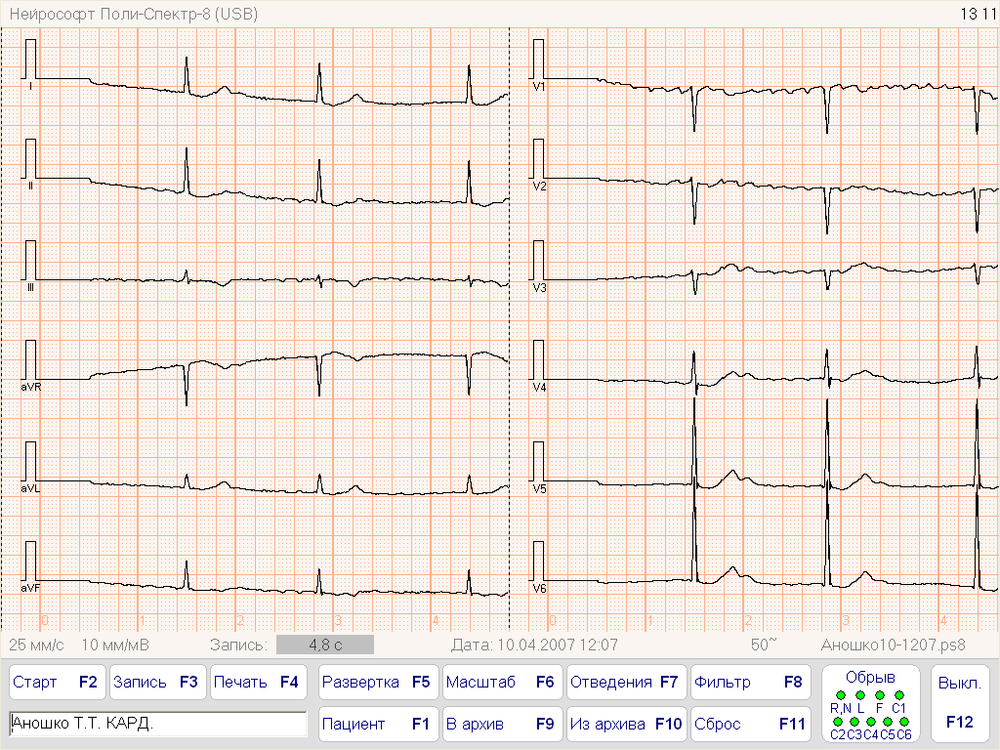 Нейрософт Поли-Спектр-8 (USB) 13 11
I V1
II V2
III V3
aVR V4
aVL V5
aVF V6
0 1 2 3 4 0 1 2 3 4
25 мм/с 10 мм/мВ Запись: 4,8 с Дата: 10.04.2007 12:07 50~ Аношко10-1207.ps8
Старт F2 Запись F3 Печать F4 Развертка F5 Масштаб F6 Отведения F7 Фильтр F8 Обрыв Выкл.
R,N L F C1
Аношко Т.Т. КАРД. Пациент F1 В архив F9 Из архива F10 Сброс F11 F12
C2C3C4C5C6